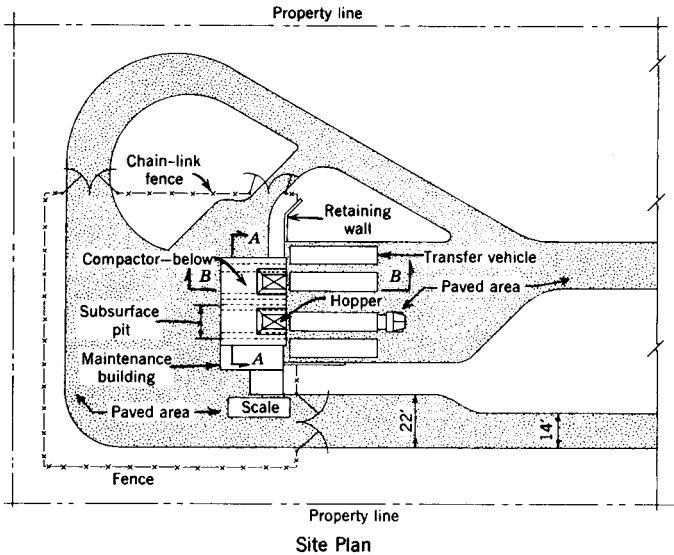 Property line
Chain-link
fence
A
Retaining
wall
Compactor—below
B
B
Transfer vehicle
Paved area
Hopper
Subsurface
pit
A
Maintenance
building
Paved area
Scale
22'
14'
Fence
Property line
Site Plan